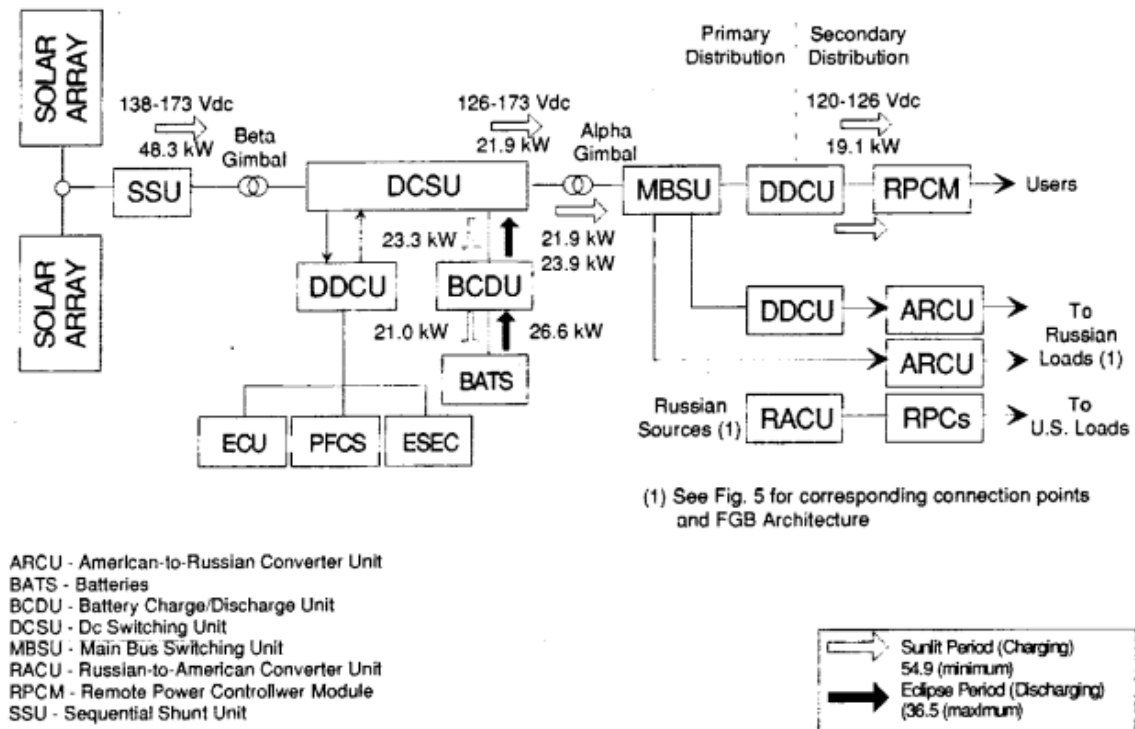 SOLAR
ARRAY
SOLAR
ARRAY
138-173 Vdc
48.3 kW
SSU
Beta
Gimbal
DCSU
126-173 Vdc
21.9 kW
Alpha
Gimbal
21.9 kW
23.9 kW
Primary
Distribution
Secondary
Distribution
120-126 Vdc
19.1 kW
MBSU
DDCU
RPCM
Users
23.3 kW
DDCU
BCDU
21.0 kW
26.6 kW
BATS
ECU
PFCS
ESEC
DDCU
ARCU
ARCU
To
Russian
Loads (1)
Russian
Sources (1)
RACU
RPCs
To
U.S. Loads
(1) See Fig. 5 for corresponding connection points
and FGB Architecture
ARCU - American-to-Russian Converter Unit
BATS - Batteries
BCDU - Battery Charge/Discharge Unit
DCSU - Dc Switching Unit
MBSU - Main Bus Switching Unit
RACU - Russian-to-American Converter Unit
RPCM - Remote Power Controllwer Module
SSU - Sequential Shunt Unit
Sunlit Period (Charging)
54.9 (minimum)
Eclipse Period (Discharging)
(36.5 (maximum)